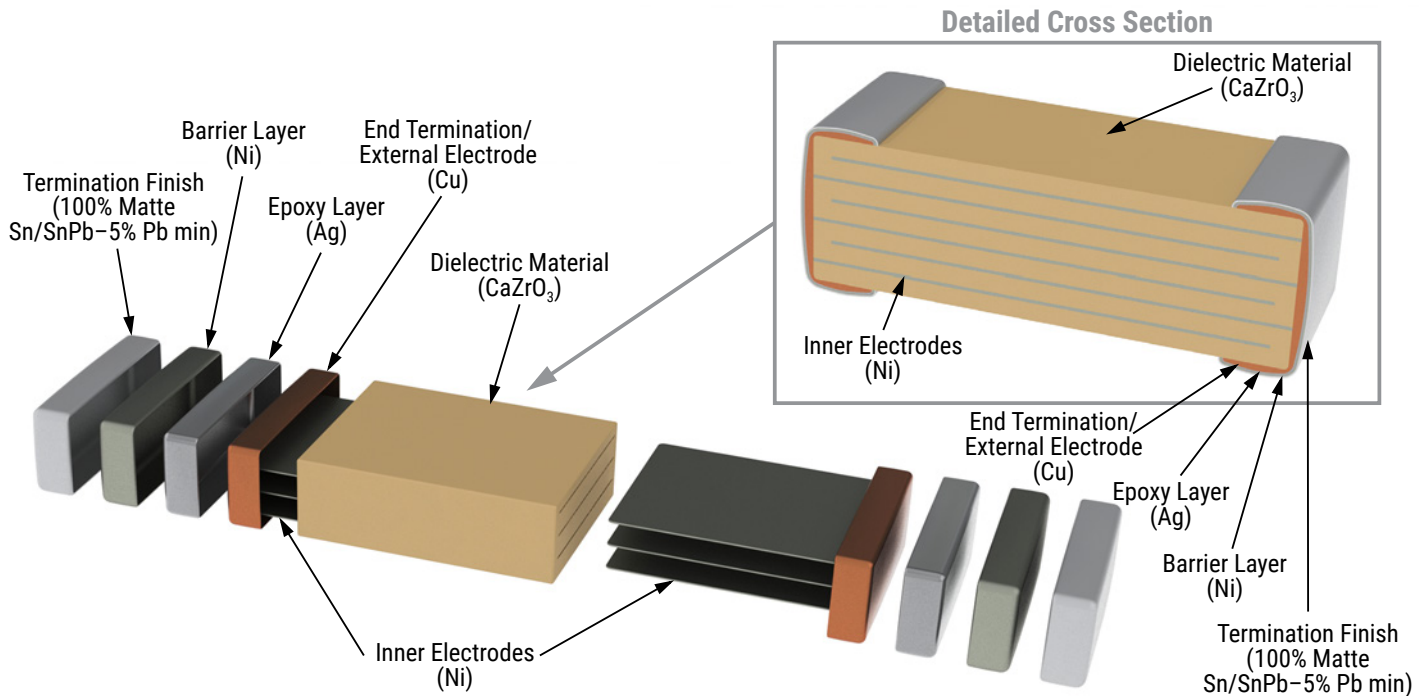 Detailed Cross Section
Dielectric Material
(CaZrO₃)
Inner Electrodes
(Ni)
End Termination/
External Electrode
(Cu)
Epoxy Layer
(Ag)
Barrier Layer
(Ni)
Termination Finish
(100% Matte
Sn/SnPb–5% Pb min)
Termination Finish
(100% Matte
Sn/SnPb–5% Pb min)
Barrier Layer
(Ni)
Epoxy Layer
(Ag)
End Termination/
External Electrode
(Cu)
Dielectric Material
(CaZrO₃)
Inner Electrodes
(Ni)